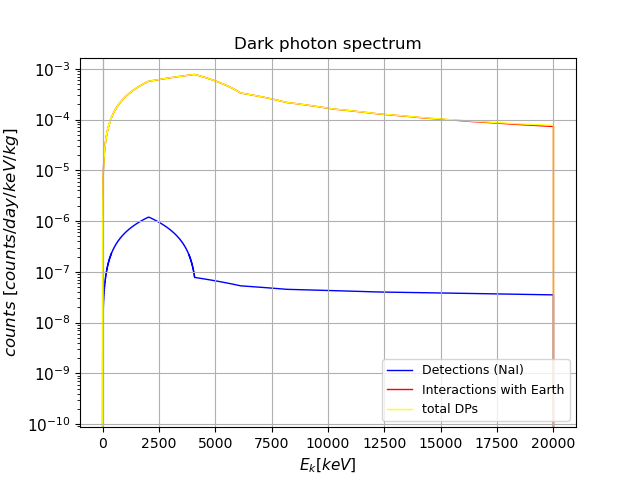 Dark photon spectrum
counts [counts/day/keV/kg]
10⁻³
10⁻⁴
10⁻⁵
10⁻⁶
10⁻⁷
10⁻⁸
10⁻⁹
10⁻¹⁰
Detections (NaI)
Interactions with Earth
total DPs
0 2500 5000 7500 10000 12500 15000 17500 20000
Eₖ[keV]